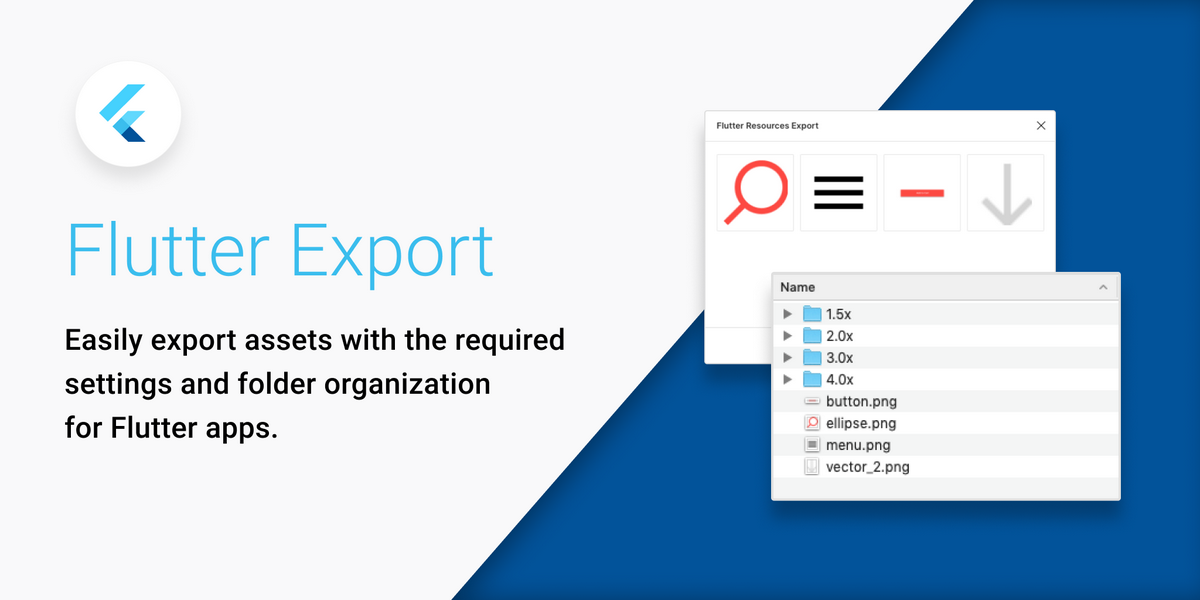 Flutter Export
Easily export assets with the required
settings and folder organization
for Flutter apps.
Flutter Resources Export
Name
1.5x
2.0x
3.0x
4.0x
button.png
ellipse.png
menu.png
vector_2.png